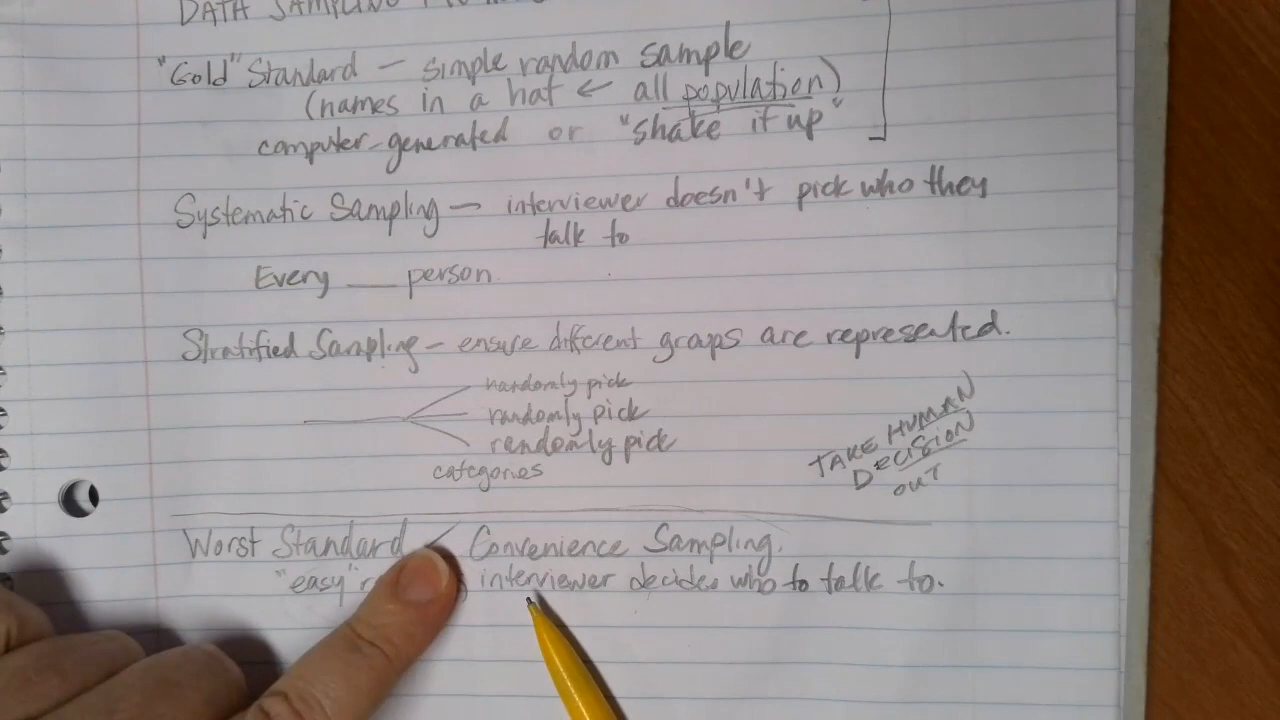 DATA SAMPLING
"Gold" Standard — simple random sample
(names in a hat ← all population)
computer-generated or "shake it up"
Systematic Sampling — interviewer doesn't pick who they
talk to
Every ___ person.
Stratified Sampling — ensure different groups are represented.
randomly pick
randomly pick
randomly pick
categories
TAKE HUMAN
DECISION
OUT
Worst Standard Convenience Sampling.
"easy" interviewer decides who to talk to.